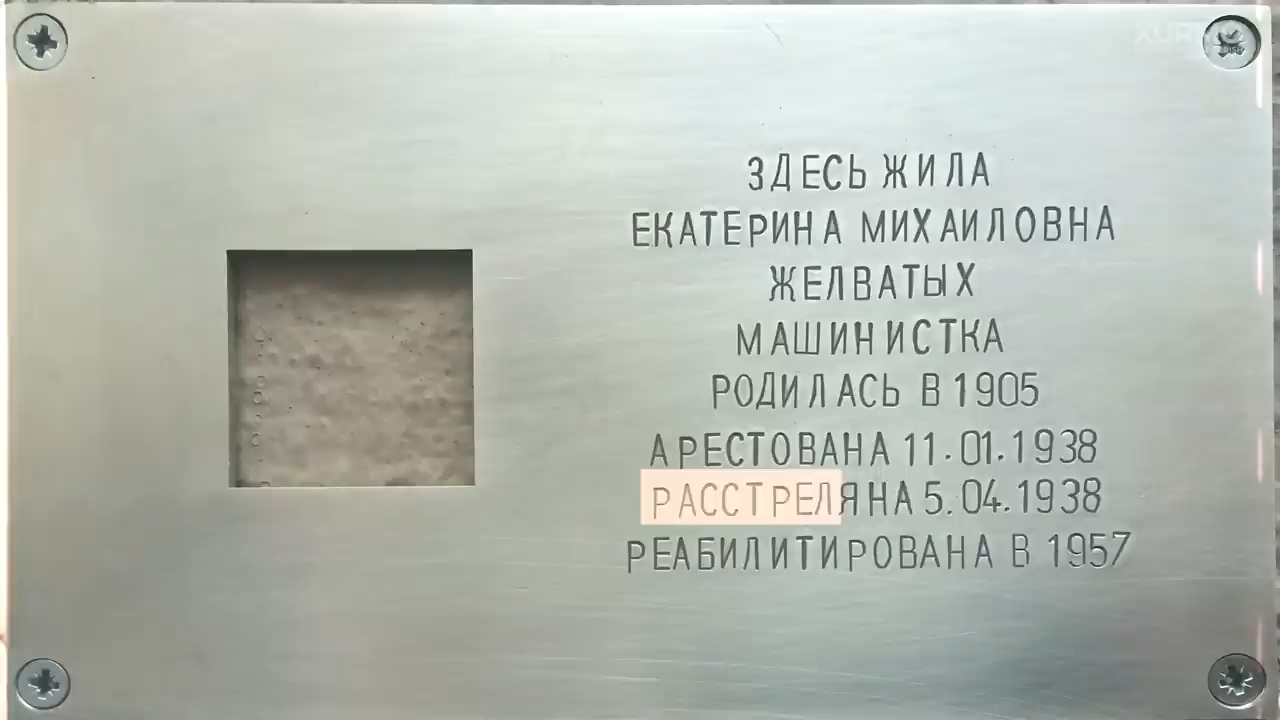 ЗДЕСЬ ЖИЛА
ЕКАТЕРИНА МИХАИЛОВНА
ЖЕЛВАТЫХ
МАШИНИСТКА
РОДИЛАСЬ В 1905
АРЕСТОВАНА 11.01.1938
РАССТРЕЛЯНА 5.04.1938
РЕАБИЛИТИРОВАНА В 1957